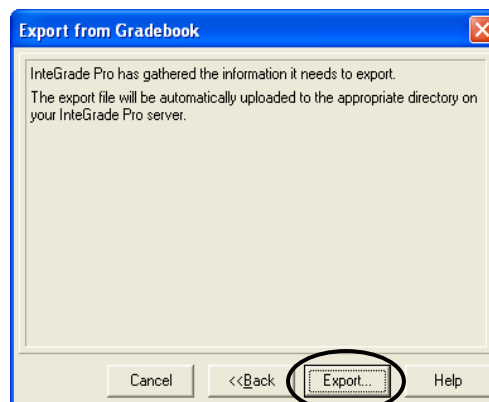 Export from Gradebook
InteGrade Pro has gathered the information it needs to export.
The export file will be automatically uploaded to the appropriate directory on
your InteGrade Pro server.
Cancel
<<Back
Export...
Help